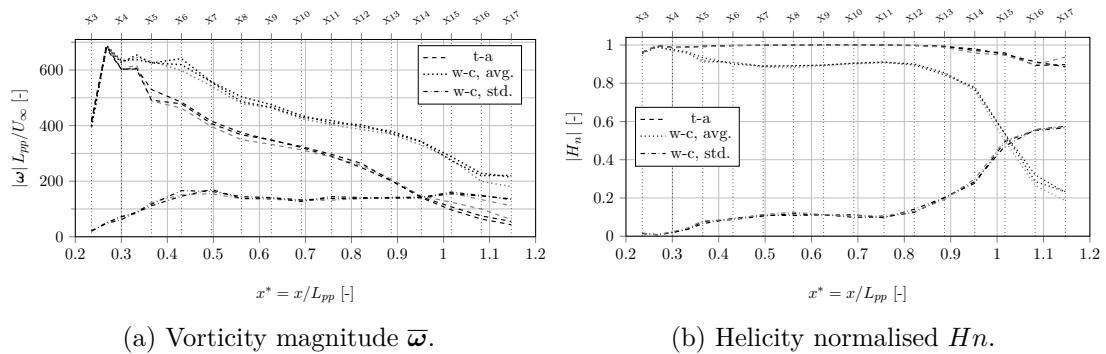 X3 X4 X5 X6 X7 X8 X9 X10 X11 X12 X13 X14 X15 X16 X17
600
400
200
0
|ω| L_pp/U_∞ [-]
t-a
w-c, avg.
w-c, std.
0.2 0.3 0.4 0.5 0.6 0.7 0.8 0.9 1 1.1 1.2
x* = x/L_pp [-]
(a) Vorticity magnitude ω̅.
X3 X4 X5 X6 X7 X8 X9 X10 X11 X12 X13 X14 X15 X16 X17
1
0.8
0.6
0.4
0.2
0
|H_n| [-]
t-a
w-c, avg.
w-c, std.
0.2 0.3 0.4 0.5 0.6 0.7 0.8 0.9 1 1.1 1.2
x* = x/L_pp [-]
(b) Helicity normalised Hn.